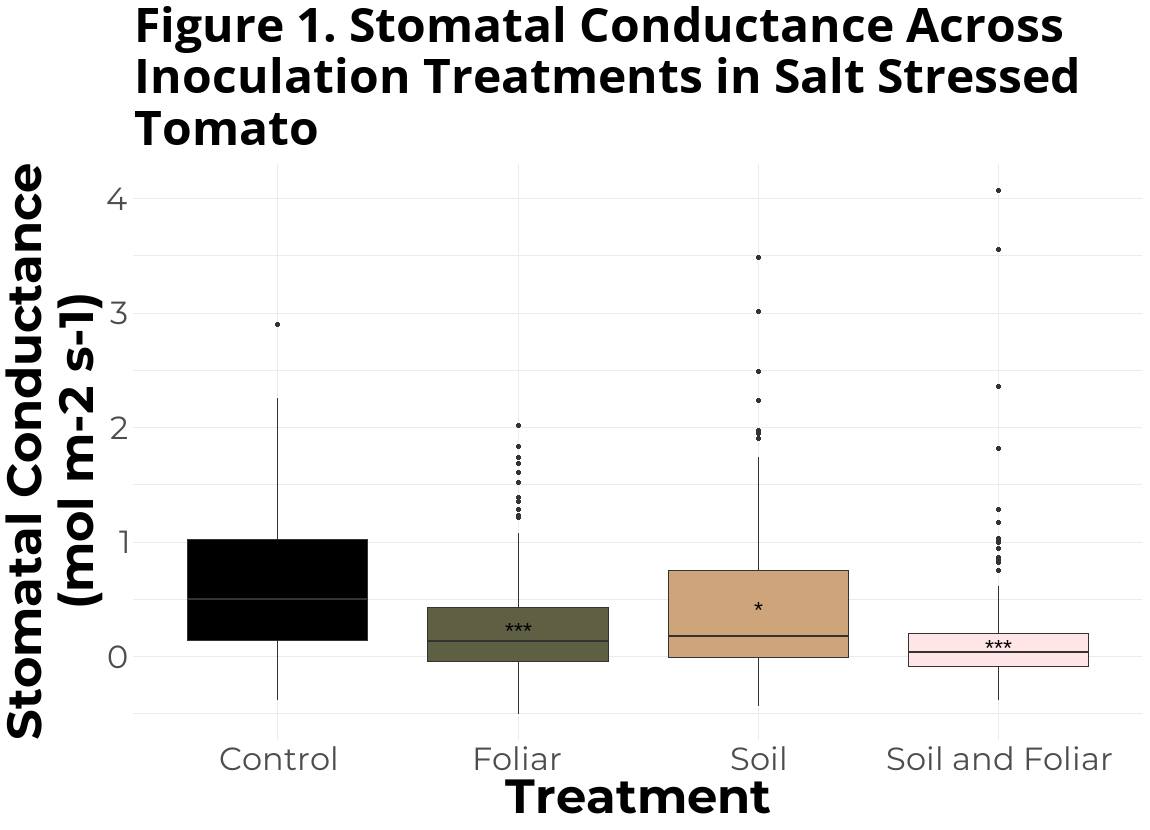 Figure 1. Stomatal Conductance Across
Inoculation Treatments in Salt Stressed
Tomato
Stomatal Conductance
(mol m-2 s-1)
4
3
2
1
0
***
*
***
Control
Foliar
Soil
Soil and Foliar
Treatment